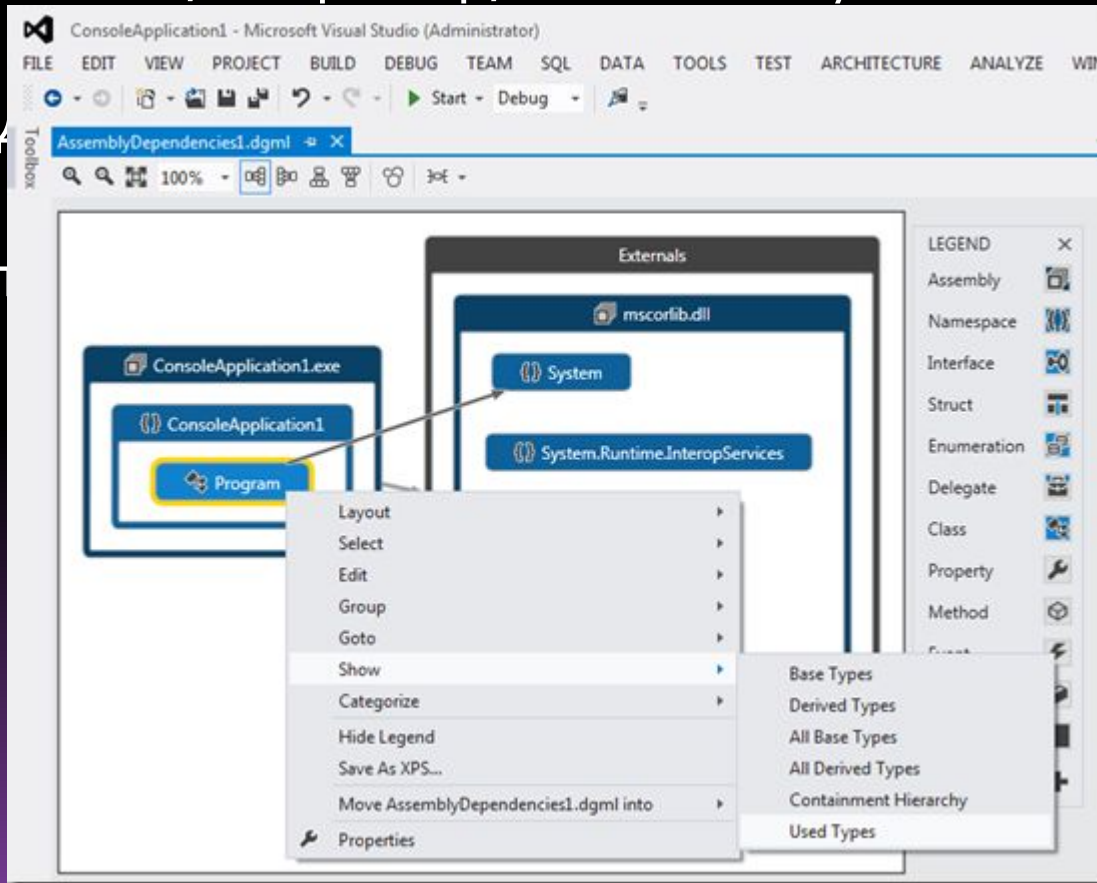 ConsoleApplication1 - Microsoft Visual Studio (Administrator)
FILE EDIT VIEW PROJECT BUILD DEBUG TEAM SQL DATA TOOLS TEST ARCHITECTURE ANALYZE
Start Debug
Toolbox
AssemblyDependencies1.dgml
100%
Externals
mscorlib.dll
ConsoleApplication1.exe
System
ConsoleApplication1
System.Runtime.InteropServices
Program
LEGEND
Assembly
Namespace
Interface
Struct
Enumeration
Delegate
Class
Property
Method
Layout
Select
Edit
Group
Goto
Show
Categorize
Hide Legend
Save As XPS...
Move AssemblyDependencies1.dgml into
Properties
Base Types
Derived Types
All Base Types
All Derived Types
Containment Hierarchy
Used Types